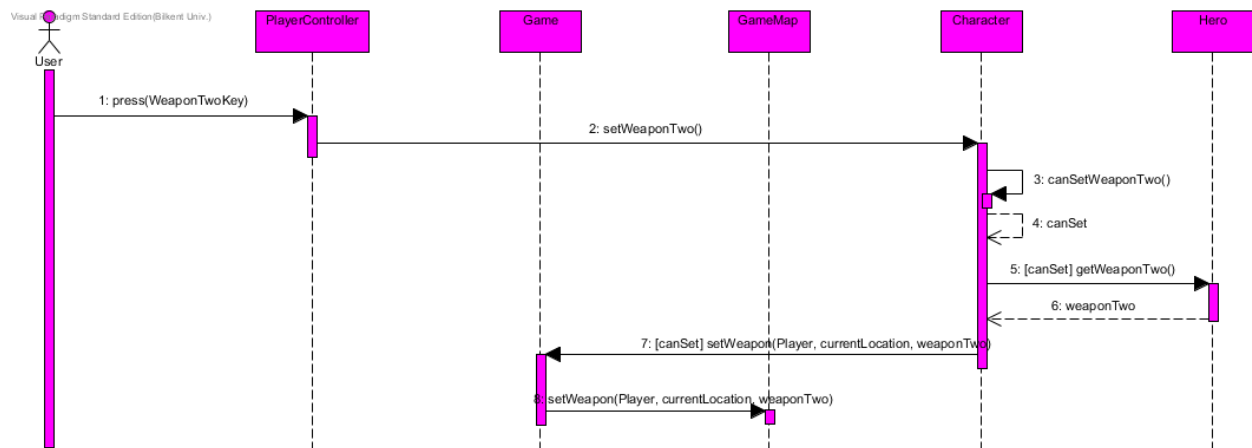 Visual Paradigm Standard Edition(Bilkent Univ.)
PlayerController
Game
GameMap
Character
Hero
User
1: press(WeaponTwoKey)
2: setWeaponTwo()
3: canSetWeaponTwo()
4: canSet
5: [canSet] getWeaponTwo()
6: weaponTwo
7: [canSet] setWeapon(Player, currentLocation, weaponTwo)
8: setWeapon(Player, currentLocation, weaponTwo)